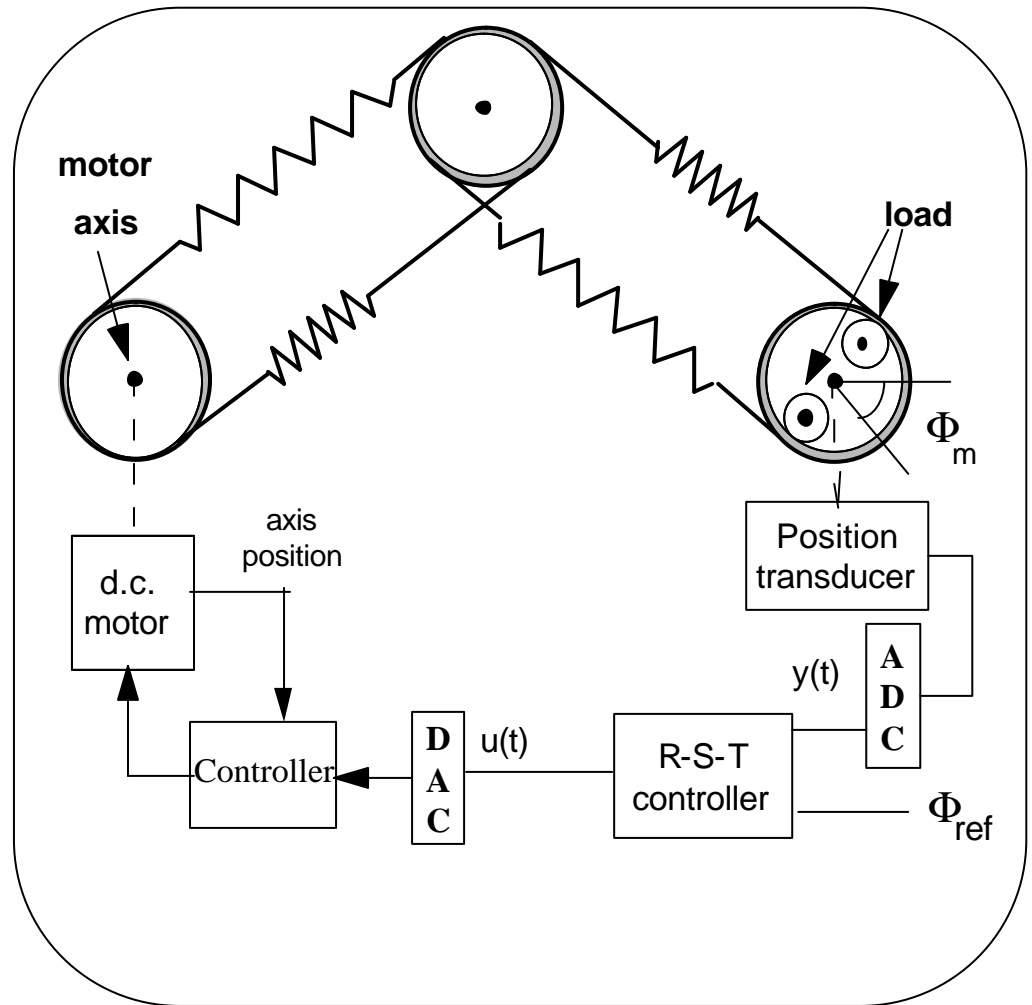 motor
axis
load
Φm
axis
position
d.c.
motor
Position
transducer
A
D
C
y(t)
Controller
D
A
C
u(t)
R-S-T
controller
Φref